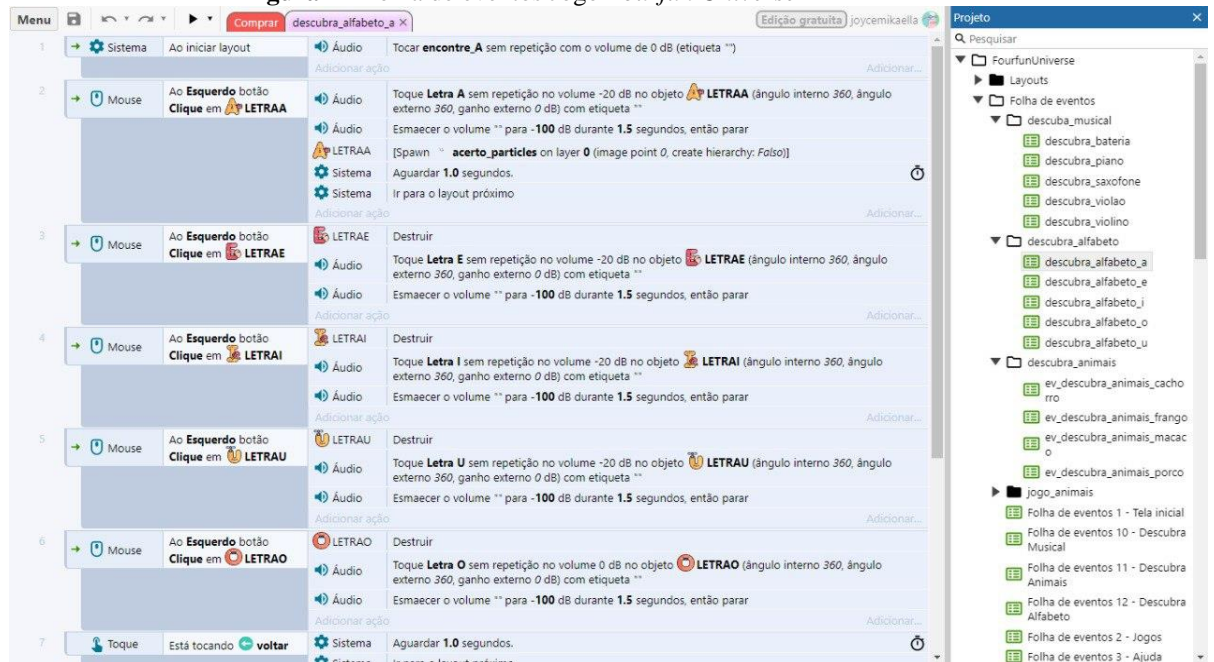 Menu
Comprar
descubra_alfabeto_a ×
Edição gratuita joycemikaella
1
Sistema
Ao iniciar layout
Áudio
Tocar encontre_A sem repetição com o volume de 0 dB (etiqueta "")
Adicionar ação
Adicionar...
2
Mouse
Ao Esquerdo botão
Clique em LETRAA
Áudio
Toque Letra A sem repetição no volume -20 dB no objeto LETRAA (ângulo interno 360, ângulo
externo 360, ganho externo 0 dB) com etiqueta ""
Áudio
Esmaecer o volume "" para -100 dB durante 1.5 segundos, então parar
LETRAA
[Spawn acerto_particles on layer 0 (image point 0, create hierarchy: Falso)]
Sistema
Aguardar 1.0 segundos.
Sistema
Ir para o layout próximo
Adicionar ação
Adicionar...
3
Mouse
Ao Esquerdo botão
Clique em LETRAE
LETRAE
Destruir
Áudio
Toque Letra E sem repetição no volume -20 dB no objeto LETRAE (ângulo interno 360, ângulo
externo 360, ganho externo 0 dB) com etiqueta ""
Áudio
Esmaecer o volume "" para -100 dB durante 1.5 segundos, então parar
Adicionar ação
Adicionar...
4
Mouse
Ao Esquerdo botão
Clique em LETRAI
LETRAI
Destruir
Áudio
Toque Letra I sem repetição no volume -20 dB no objeto LETRAI (ângulo interno 360, ângulo
externo 360, ganho externo 0 dB) com etiqueta ""
Áudio
Esmaecer o volume "" para -100 dB durante 1.5 segundos, então parar
Adicionar ação
Adicionar...
5
Mouse
Ao Esquerdo botão
Clique em LETRAU
LETRAU
Destruir
Áudio
Toque Letra U sem repetição no volume -20 dB no objeto LETRAU (ângulo interno 360, ângulo
externo 360, ganho externo 0 dB) com etiqueta ""
Áudio
Esmaecer o volume "" para -100 dB durante 1.5 segundos, então parar
Adicionar ação
Adicionar...
6
Mouse
Ao Esquerdo botão
Clique em LETRAO
LETRAO
Destruir
Áudio
Toque Letra O sem repetição no volume 0 dB no objeto LETRAO (ângulo interno 360, ângulo
externo 360, ganho externo 0 dB) com etiqueta ""
Áudio
Esmaecer o volume "" para -100 dB durante 1.5 segundos, então parar
Adicionar ação
Adicionar...
7
Toque
Está tocando voltar
Sistema
Aguardar 1.0 segundos.
Projeto ×
Pesquisar
FourfunUniverse
Layouts
Folha de eventos
descuba_musical
descubra_bateria
descubra_piano
descubra_saxofone
descubra_violao
descubra_violino
descubra_alfabeto
descubra_alfabeto_a
descubra_alfabeto_e
descubra_alfabeto_i
descubra_alfabeto_o
descubra_alfabeto_u
descubra_animais
ev_descubra_animais_cacho
rro
ev_descubra_animais_frango
ev_descubra_animais_macac
o
ev_descubra_animais_porco
jogo_animais
Folha de eventos 1 - Tela inicial
Folha de eventos 10 - Descubra
Musical
Folha de eventos 11 - Descubra
Animais
Folha de eventos 12 - Descubra
Alfabeto
Folha de eventos 2 - Jogos
Folha de eventos 3 - Ajuda